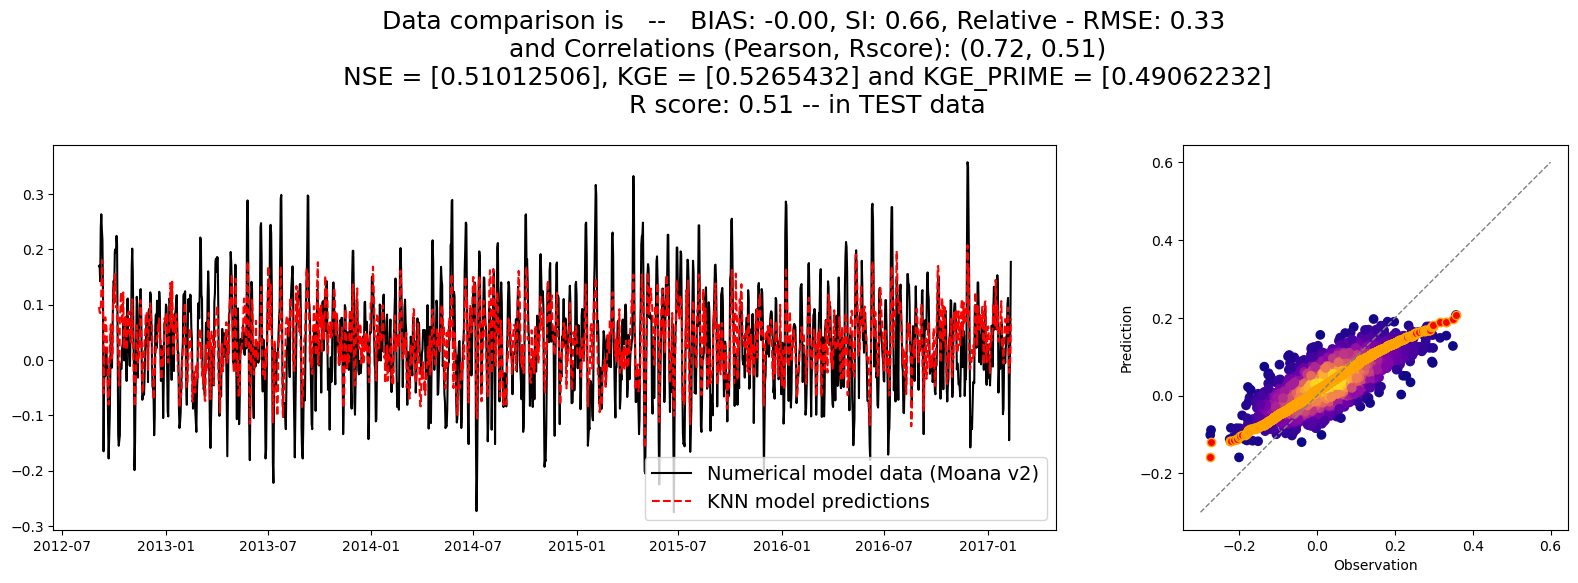 Data comparison is -- BIAS: -0.00, SI: 0.66, Relative - RMSE: 0.33
and Correlations (Pearson, Rscore): (0.72, 0.51)
NSE = [0.51012506], KGE = [0.5265432] and KGE_PRIME = [0.49062232]
R score: 0.51 -- in TEST data
0.3
0.2
0.1
0.0
−0.1
−0.2
−0.3
2012-07 2013-01 2013-07 2014-01 2014-07 2015-01 2015-07 2016-01 2016-07 2017-01
Numerical model data (Moana v2)
KNN model predictions
Prediction
0.6
0.4
0.2
0.0
−0.2
−0.2 0.0 0.2 0.4 0.6
Observation